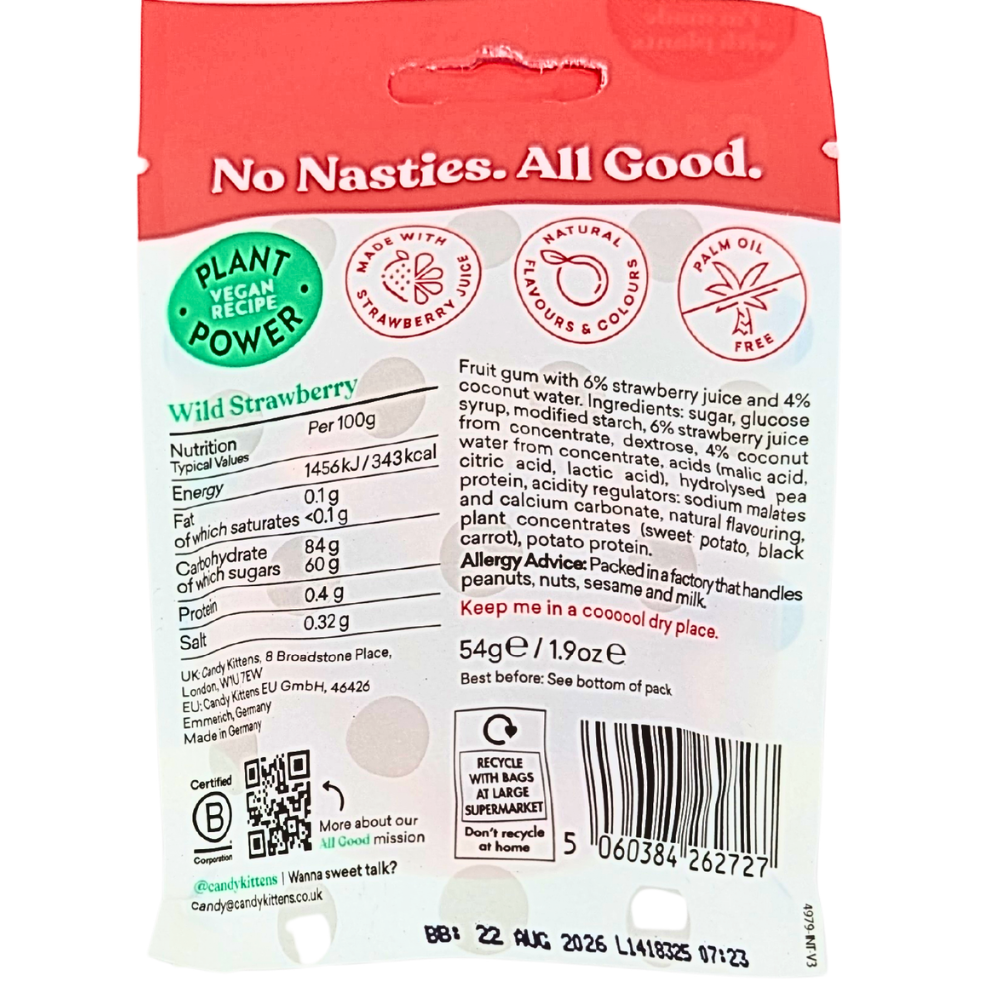 No Nasties. All Good.
PLANT
VEGAN
RECIPE
POWER
MADE WITH
STRAWBERRY JUICE
NATURAL
FLAVOURS & COLOURS
PALM OIL
FREE
Wild Strawberry
Nutrition
Typical Values
Per 100g
Energy 1456kJ/343kcal
Fat 0.1g
of which saturates <0.1g
Carbohydrate 84g
of which sugars 60g
Protein 0.4g
Salt 0.32g
UK: Candy Kittens, 8 Broadstone Place,
London, W1U 7EW
EU: Candy Kittens EU GmbH, 46426
Emmerich, Germany
Made in Germany
Fruit gum with 6% strawberry juice and 4%
coconut water. Ingredients: sugar, glucose
syrup, modified starch, 6% strawberry juice
from concentrate, dextrose, 4% coconut
water from concentrate, acids (malic acid,
citric acid, lactic acid), hydrolysed pea
protein, acidity regulators: sodium malates
and calcium carbonate, natural flavouring,
plant concentrates (sweet potato, black
carrot), potato protein.
Allergy Advice: Packed in a factory that handles
peanuts, nuts, sesame and milk.
Keep me in a coooool dry place.
54g℮/1.9oz℮
Best before: See bottom of pack
Certified
B
Corporation
More about our
All Good mission
@candykittens | Wanna sweet talk?
candy@candykittens.co.uk
RECYCLE
WITH BAGS
AT LARGE
SUPERMARKET
Don't recycle
at home
5 060384 262727
4979-INT-V3
BB: 22 AUG 2026 L1418325 07:23